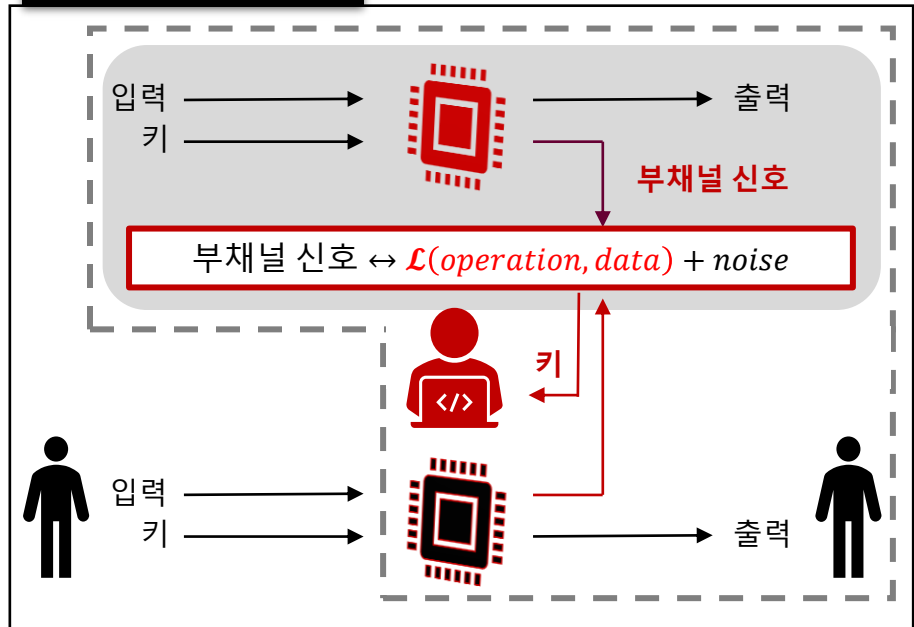 입력
출력
키
부채널 신호
부채널 신호 ↔ 𝓛(operation, data) + noise
키
</>
입력
키
출력